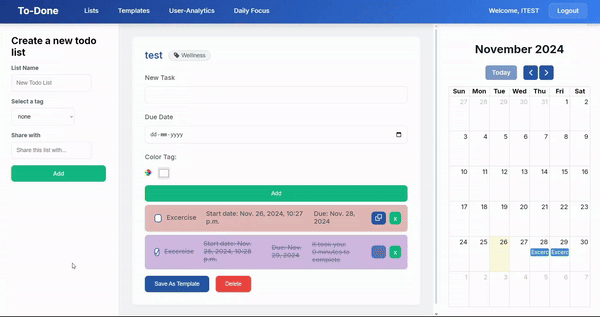 To-Done
Lists
Templates
User-Analytics
Daily Focus
Welcome, ITEST
Logout
Create a new todo
list
List Name
New Todo List
Select a tag
none
Share with
Share this list with...
Add
test
Wellness
New Task
Due Date
dd-mm-yyyy
Color Tag:
Add
Excercise
Start date: Nov. 26, 2024, 10:27
p.m.
Due: Nov. 28,
2024
x
Excercise
Start date: Nov.
26, 2024, 10:28
p.m.
Due: Nov.
29, 2024
It took you:
0 minutes to
complete
x
Save As Template
Delete
November 2024
Today
Sun Mon Tue Wed Thu Fri Sat
27 28 29 30 31 1 2
3 4 5 6 7 8 9
10 11 12 13 14 15 16
17 18 19 20 21 22 23
24 25 26 27 28 29 30
Excerc Excerc
1 2 3 4 5 6 7